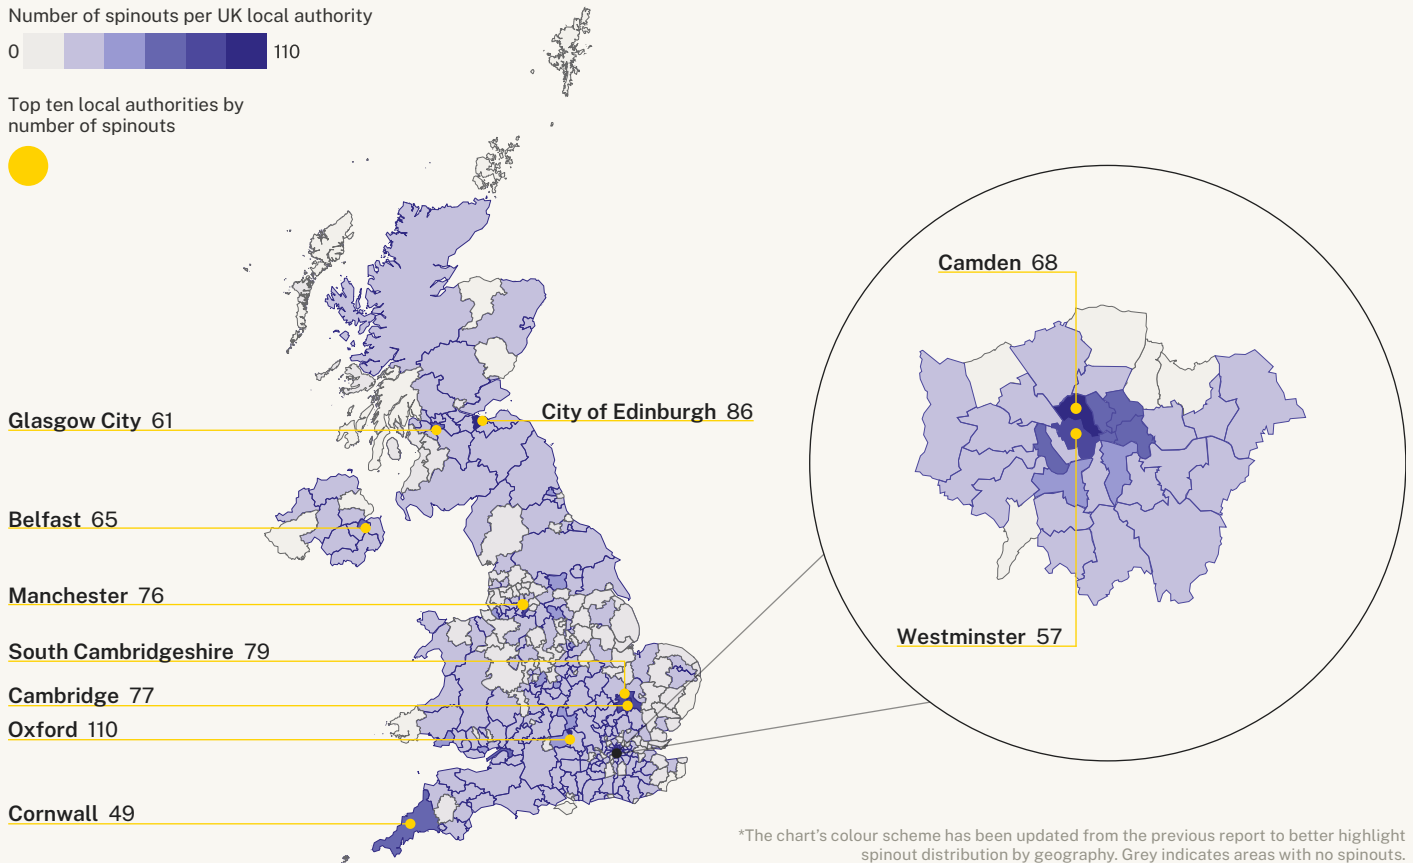 Number of spinouts per UK local authority
0 110
Top ten local authorities by
number of spinouts
Camden 68
Glasgow City 61
City of Edinburgh 86
Belfast 65
Manchester 76
Westminster 57
South Cambridgeshire 79
Cambridge 77
Oxford 110
Cornwall 49
*The chart's colour scheme has been updated from the previous report to better highlight
spinout distribution by geography. Grey indicates areas with no spinouts.